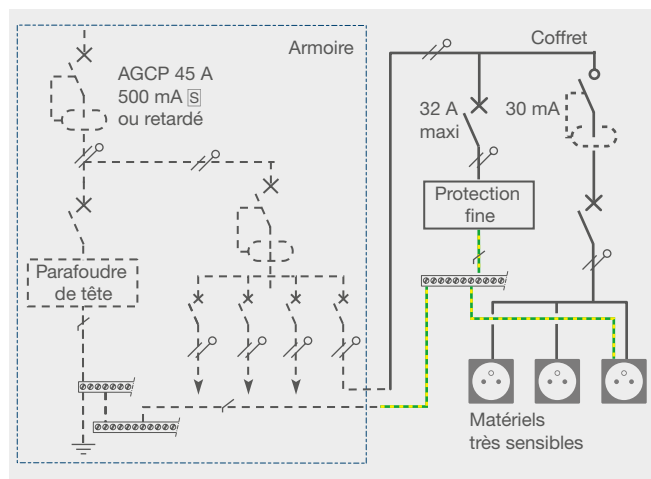 Armoire
AGCP 45 A
500 mA S
ou retardé
Parafoudre
de tête
Coffret
32 A
maxi
30 mA
Protection
fine
Matériels
très sensibles